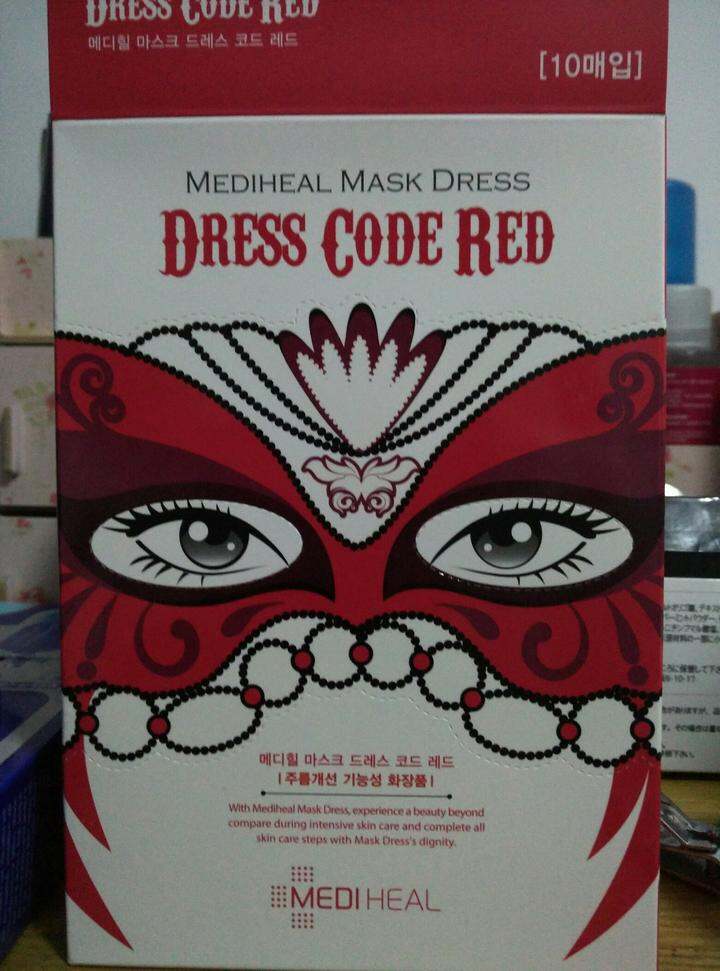 DRESS CODE RED
메디힐 마스크 드레스 코드 레드
[10매입]
MEDIHEAL MASK DRESS
DRESS CODE RED
메디힐 마스크 드레스 코드 레드
|주름개선 기능성 화장품|
With Mediheal Mask Dress, experience a beauty beyond
compare during intensive skin care and complete all
skin care steps with Mask Dress's dignity.
MEDIHEAL